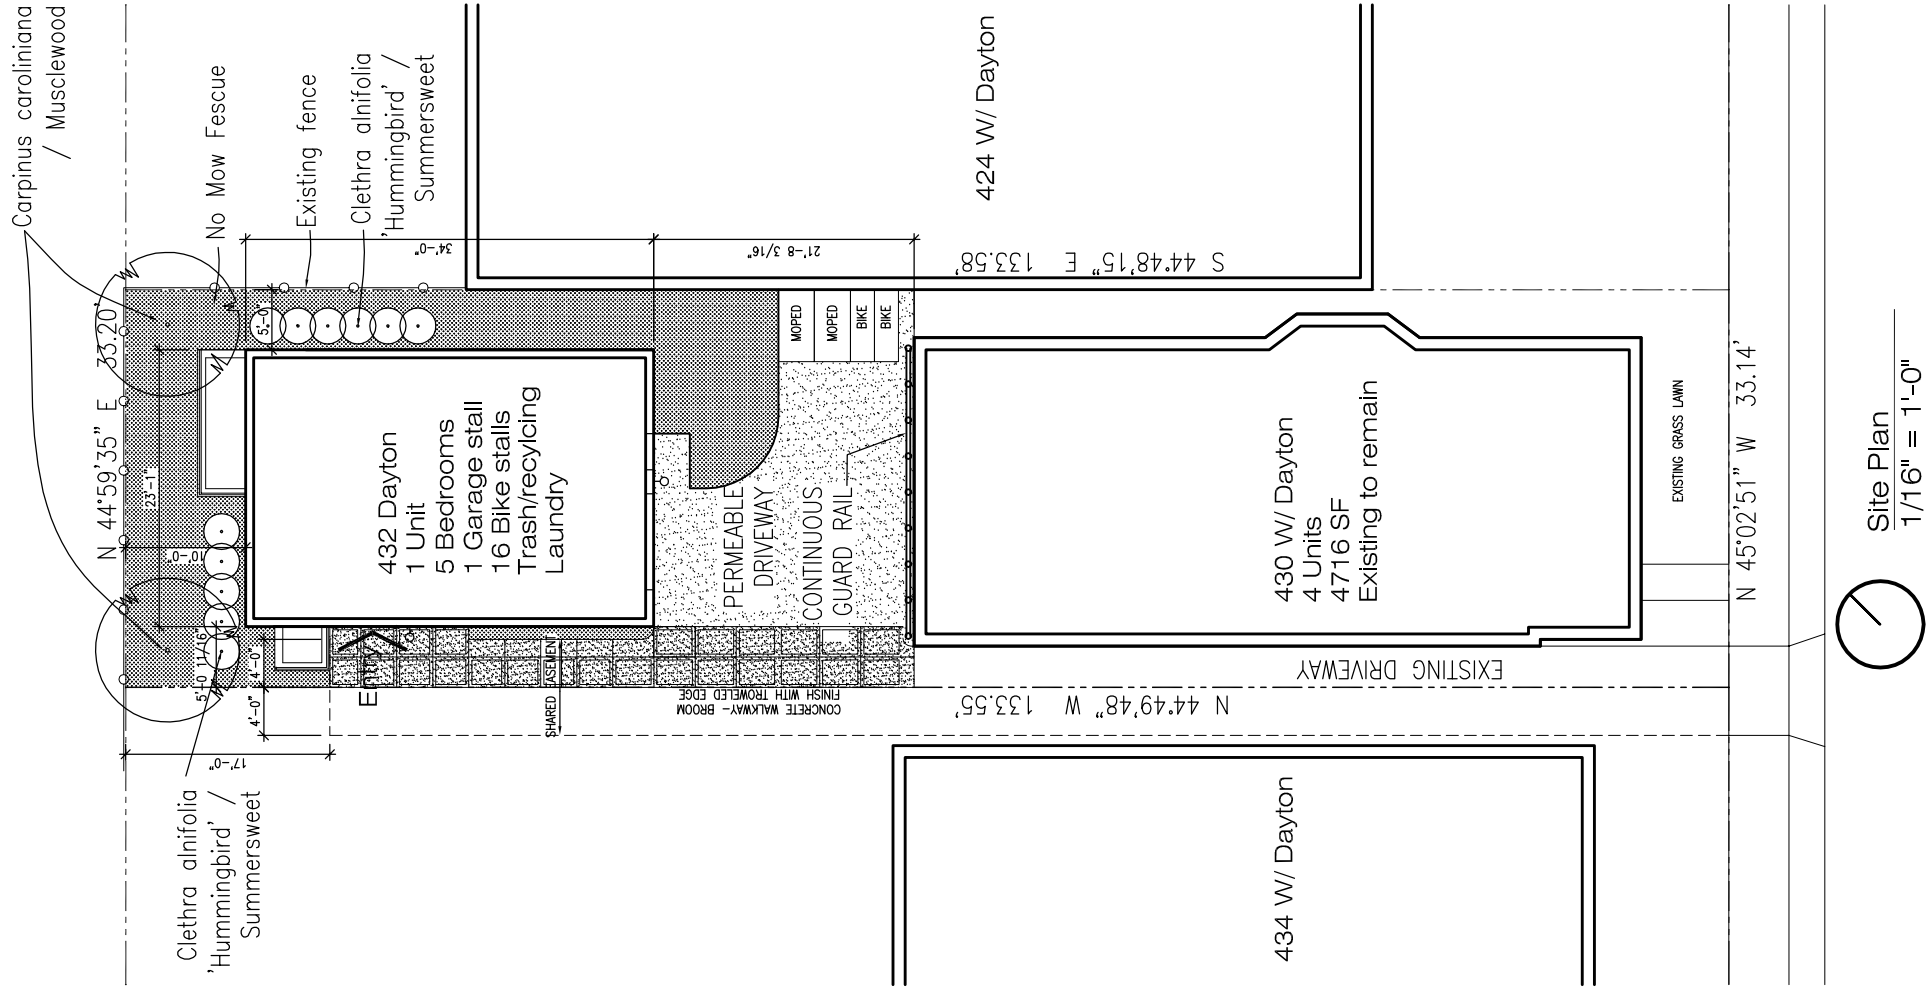 Carpinus caroliniana
/ Musclewood
No Mow Fescue
Existing fence
Clethra alnifolia
'Hummingbird' /
Summersweet
424 W/ Dayton
34'-0"
21'-8 3/16"
S 44°48'15" E 133.58'
N 44°59'35" E 33.20'
5'-0"
23'-1"
10'-0"
MOPED
MOPED
BIKE
BIKE
432 Dayton
1 Unit
5 Bedrooms
1 Garage stall
16 Bike stalls
Trash/recylcing
Laundry
PERMEABLE
DRIVEWAY
CONTINUOUS
GUARD RAIL
430 W/ Dayton
4 Units
4716 SF
Existing to remain
EXISTING GRASS LAWN
N 45°02'51" W 33.14'
5'-0 11/16"
4'-0"
4'-0"
17'-0"
Entry
SHARED EASEMENT
CONCRETE WALKWAY- BROOM
FINISH WITH TROWELED EDGE
N 44°49'48" W 133.55'
EXISTING DRIVEWAY
Clethra alnifolia
'Hummingbird' /
Summersweet
434 W/ Dayton
Site Plan
1/16" = 1'-0"